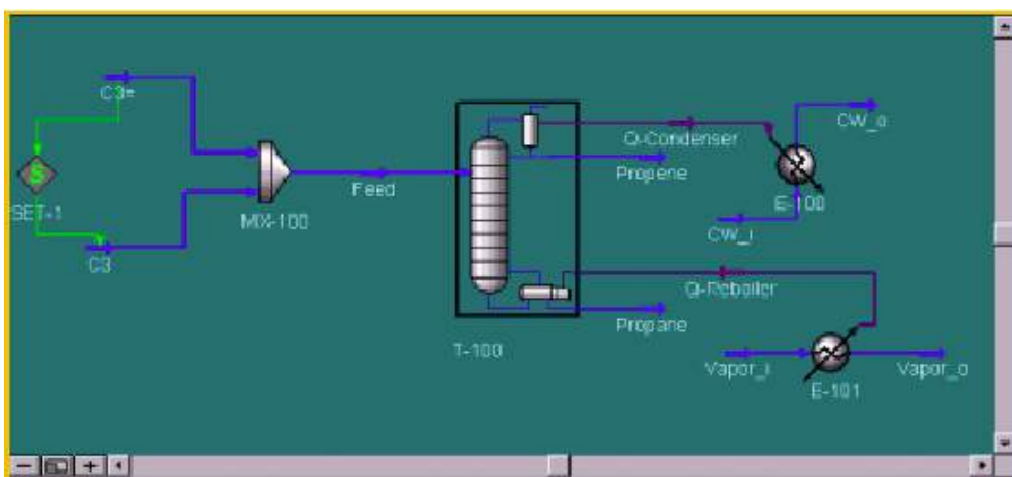 C3=
SET-1
C3
MIX-100
Feed
T-100
Q-Condenser
Propene
CW_o
E-100
CW_i
Q-Reboiler
Propane
Vapor_i
E-101
Vapor_o
S